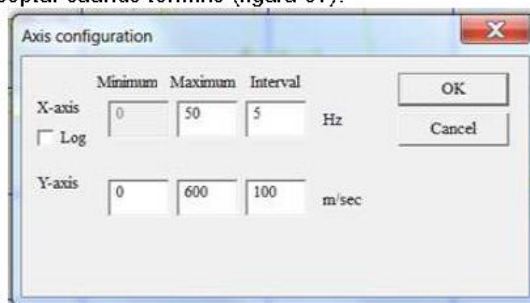 Axis configuration
Minimum Maximum Interval
X-axis 0 50 5 Hz
Log
Y-axis 0 600 100 m/sec
OK
Cancel